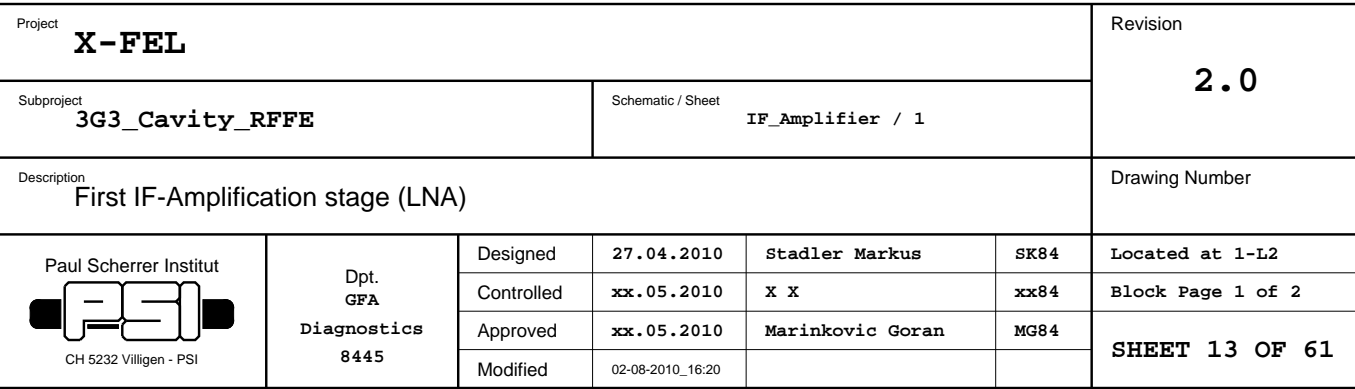 Project
X-FEL
Revision
2.0
Subproject
3G3_Cavity_RFFE
Schematic / Sheet
IF_Amplifier / 1
Description
First IF-Amplification stage (LNA)
Drawing Number
Paul Scherrer Institut
PSI
CH 5232 Villigen - PSI
Dpt.
GFA
Diagnostics
8445
Designed 27.04.2010 Stadler Markus SK84
Controlled xx.05.2010 X X xx84
Approved xx.05.2010 Marinkovic Goran MG84
Modified 02-08-2010_16:20
Located at 1-L2
Block Page 1 of 2
SHEET 13 OF 61